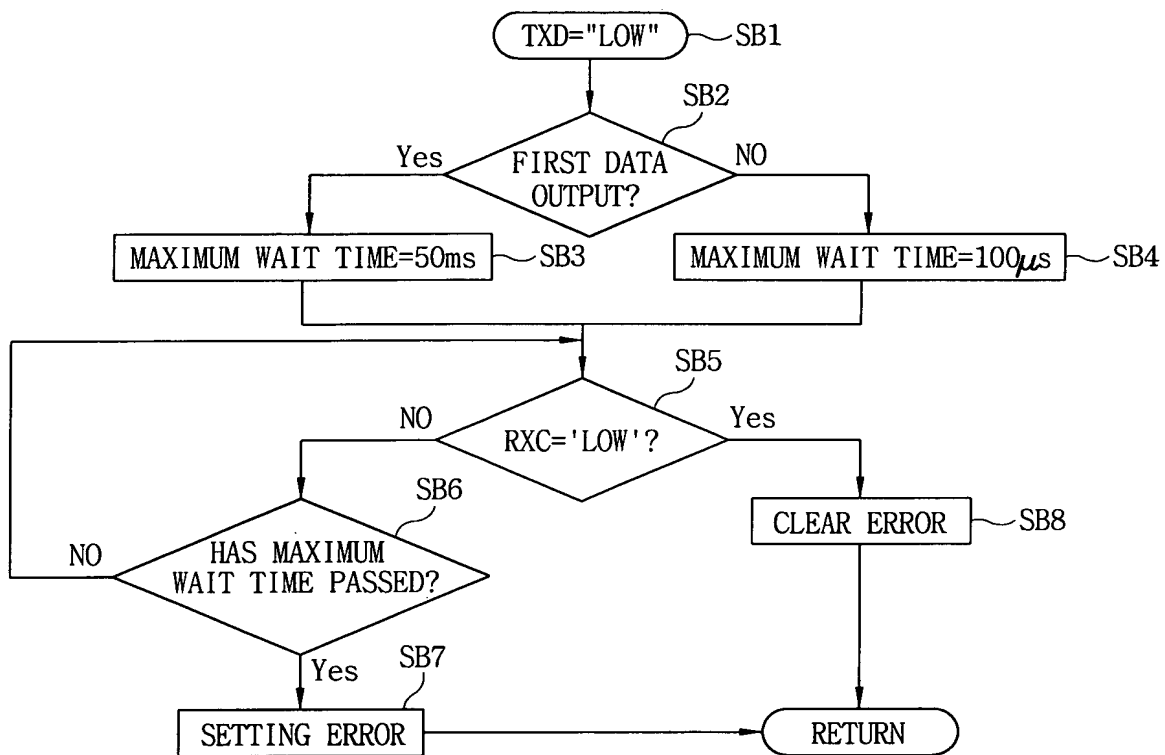 TXD="LOW"
SB1
SB2
Yes
FIRST DATA
OUTPUT?
NO
MAXIMUM WAIT TIME=50ms
SB3
MAXIMUM WAIT TIME=100μs
SB4
SB5
NO
RXC='LOW'?
Yes
SB6
NO
HAS MAXIMUM
WAIT TIME PASSED?
CLEAR ERROR
SB8
Yes
SB7
SETTING ERROR
RETURN